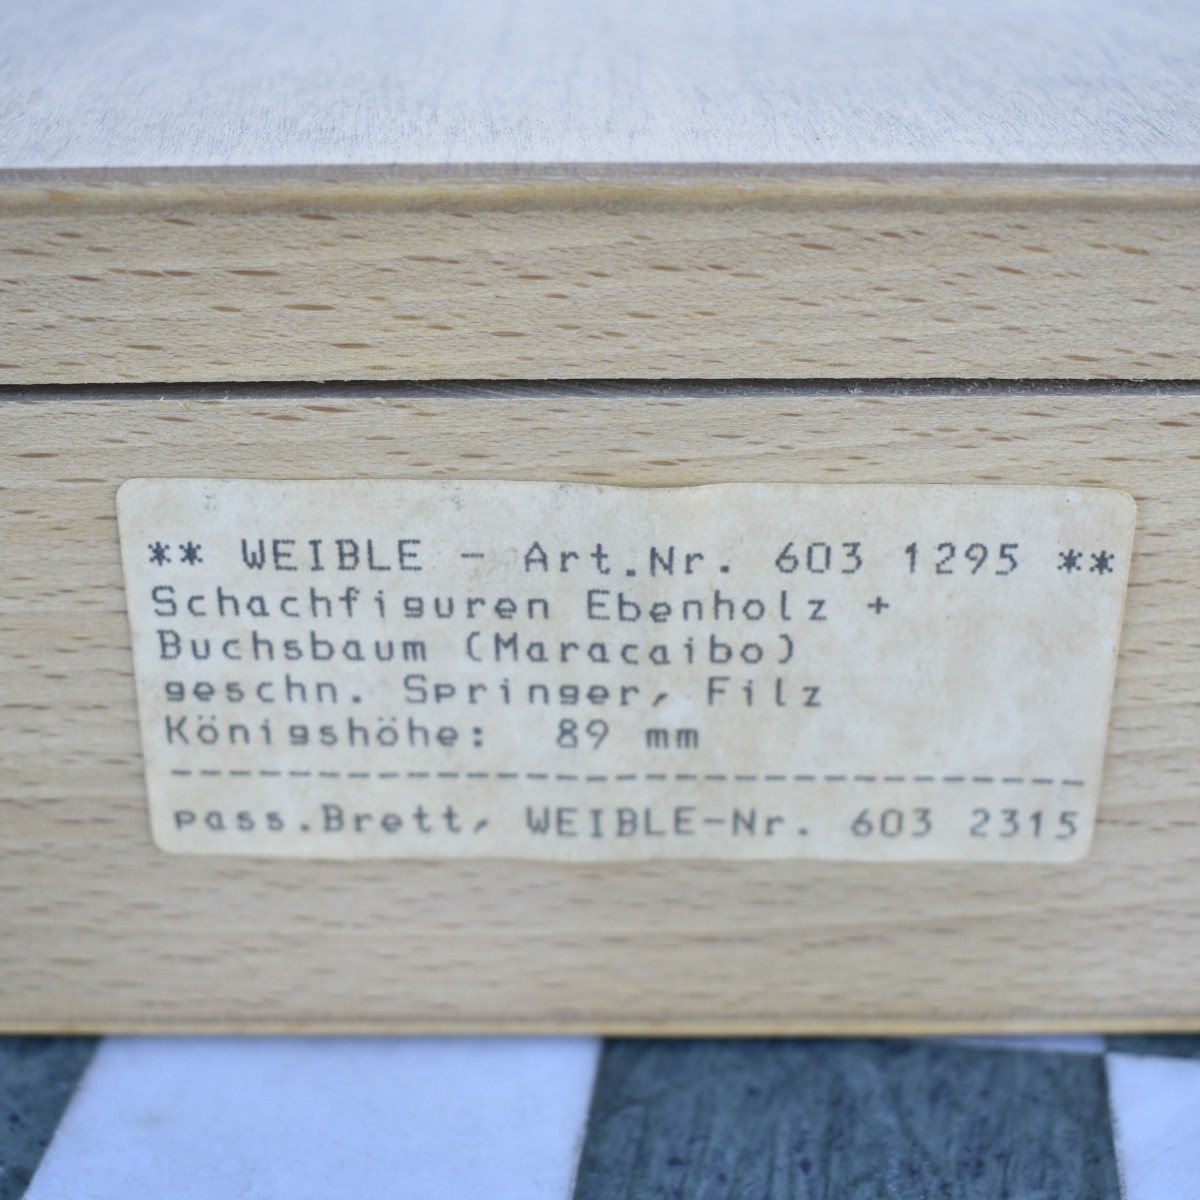 ** WEIBLE - Art.Nr. 603 1295 **
Schachfiguren Ebenholz +
Buchsbaum (Maracaibo)
geschn. Springer, Filz
Königshöhe: 89 mm
--------------------------------
pass.Brett, WEIBLE-Nr. 603 2315